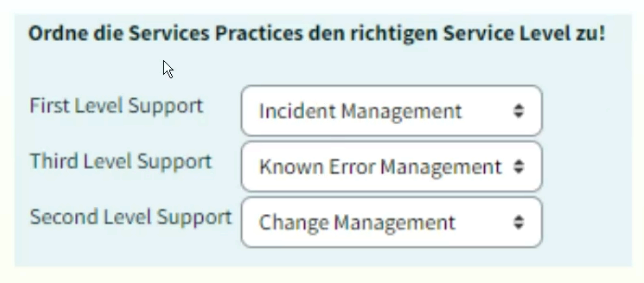 Ordne die Services Practices den richtigen Service Level zu!
First Level Support Incident Management
Third Level Support Known Error Management
Second Level Support Change Management